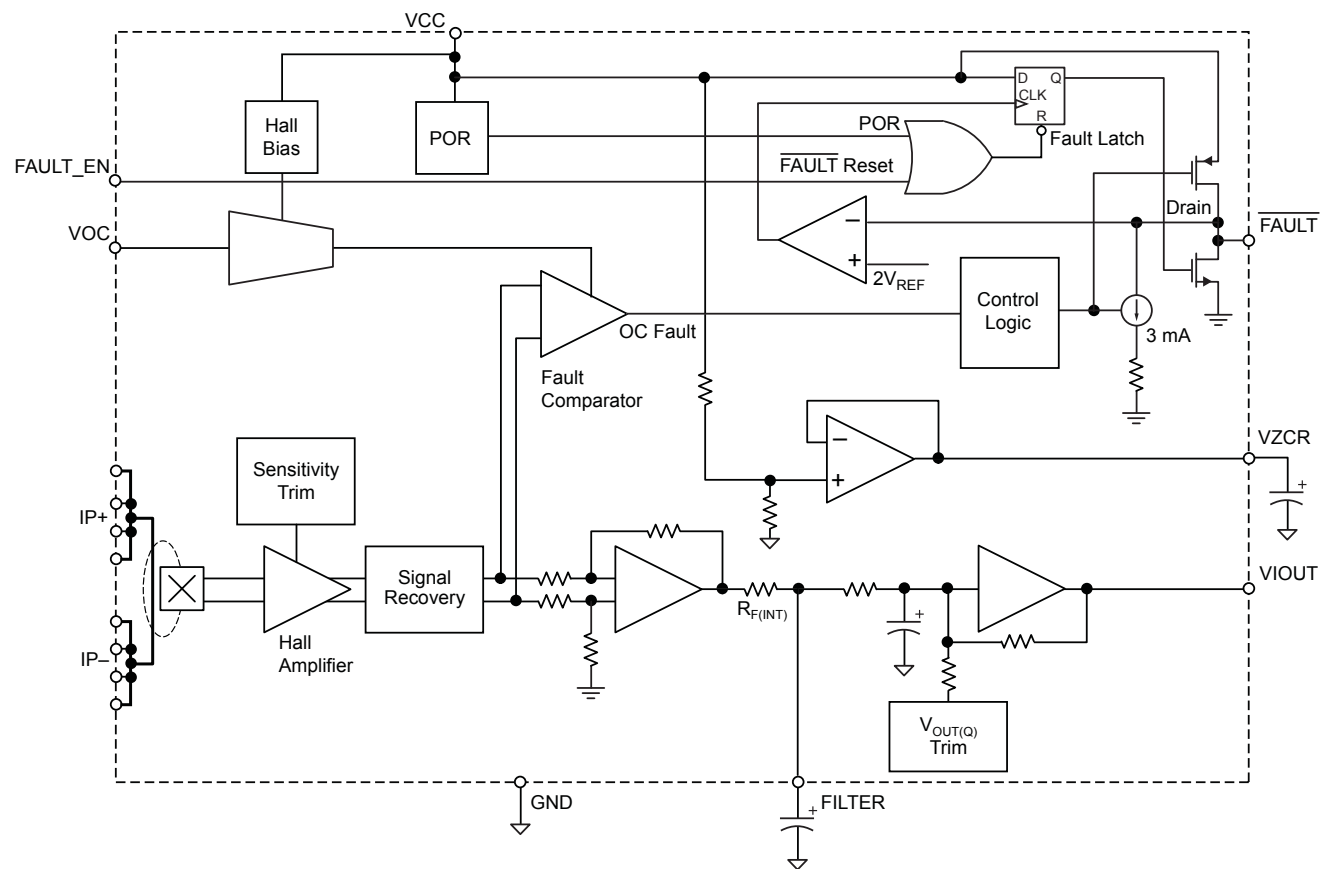 VCC
Hall
Bias
POR
POR
FAULT Reset
D
Q
CLK
R
Fault Latch
FAULT_EN
VOC
Drain
FAULT
−
+
2VREF
Control
Logic
3 mA
OC Fault
Fault
Comparator
Sensitivity
Trim
−
+
VZCR
+
IP+
IP–
Signal
Recovery
Hall
Amplifier
RF(INT)
+
VIOUT
VOUT(Q)
Trim
GND
FILTER
+